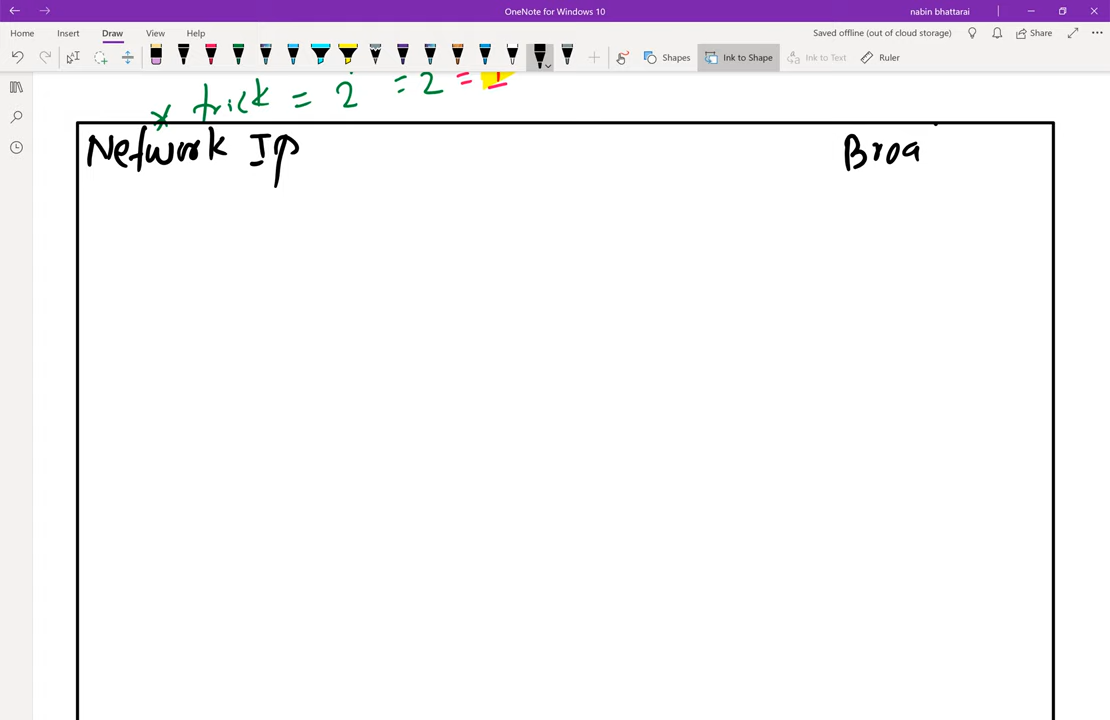 OneNote for Windows 10
nabin bhattarai
Home Insert Draw View Help
Saved offline (out of cloud storage)
Share
Shapes
Ink to Shape
Ink to Text
Ruler
* trick = 2 = 2 =
Network Ip
Broa